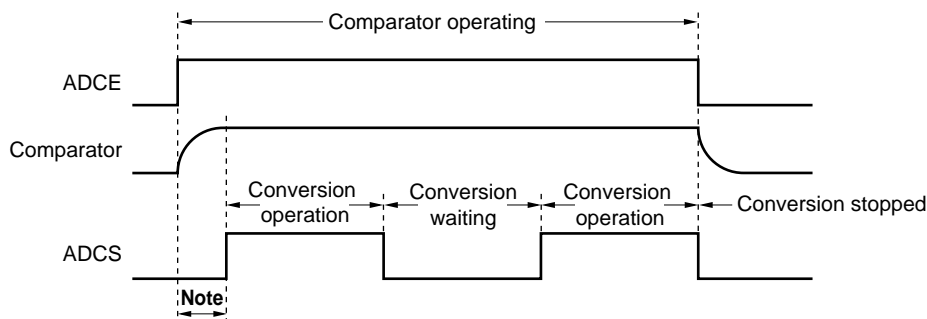 Comparator operating
ADCE
Comparator
Conversion
operation
Conversion
waiting
Conversion
operation
Conversion stopped
ADCS
Note